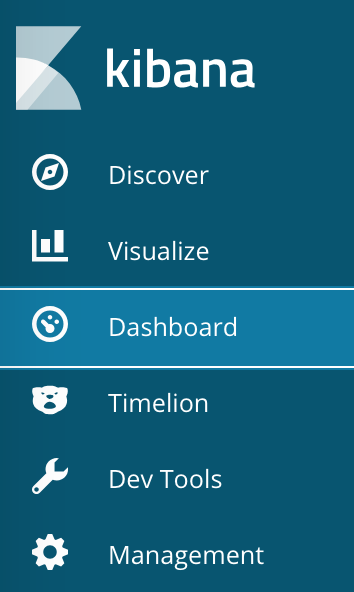 kibana
Discover
Visualize
Dashboard
Timelion
Dev Tools
Management